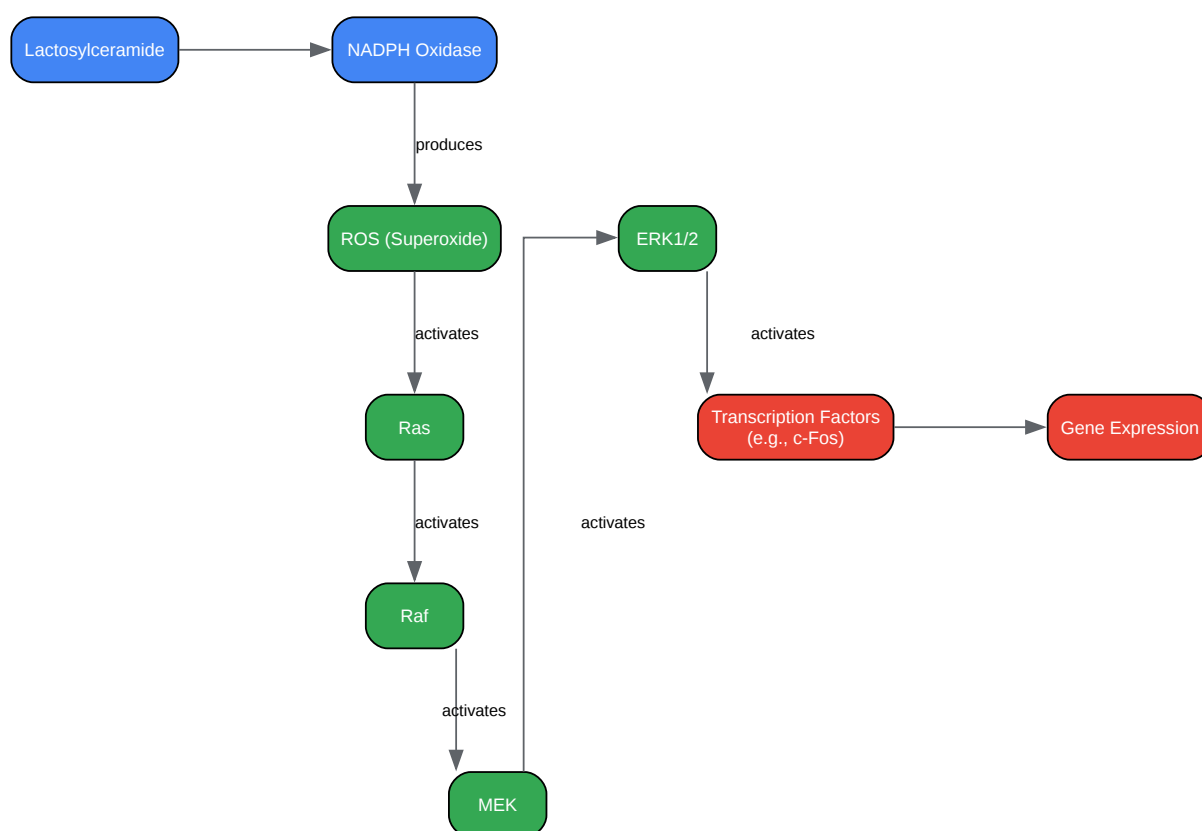 Lactosylceramide
NADPH Oxidase
produces
ROS (Superoxide)
ERK1/2
activates
activates
Ras
Transcription Factors
(e.g., c-Fos)
Gene Expression
activates
activates
Raf
activates
MEK